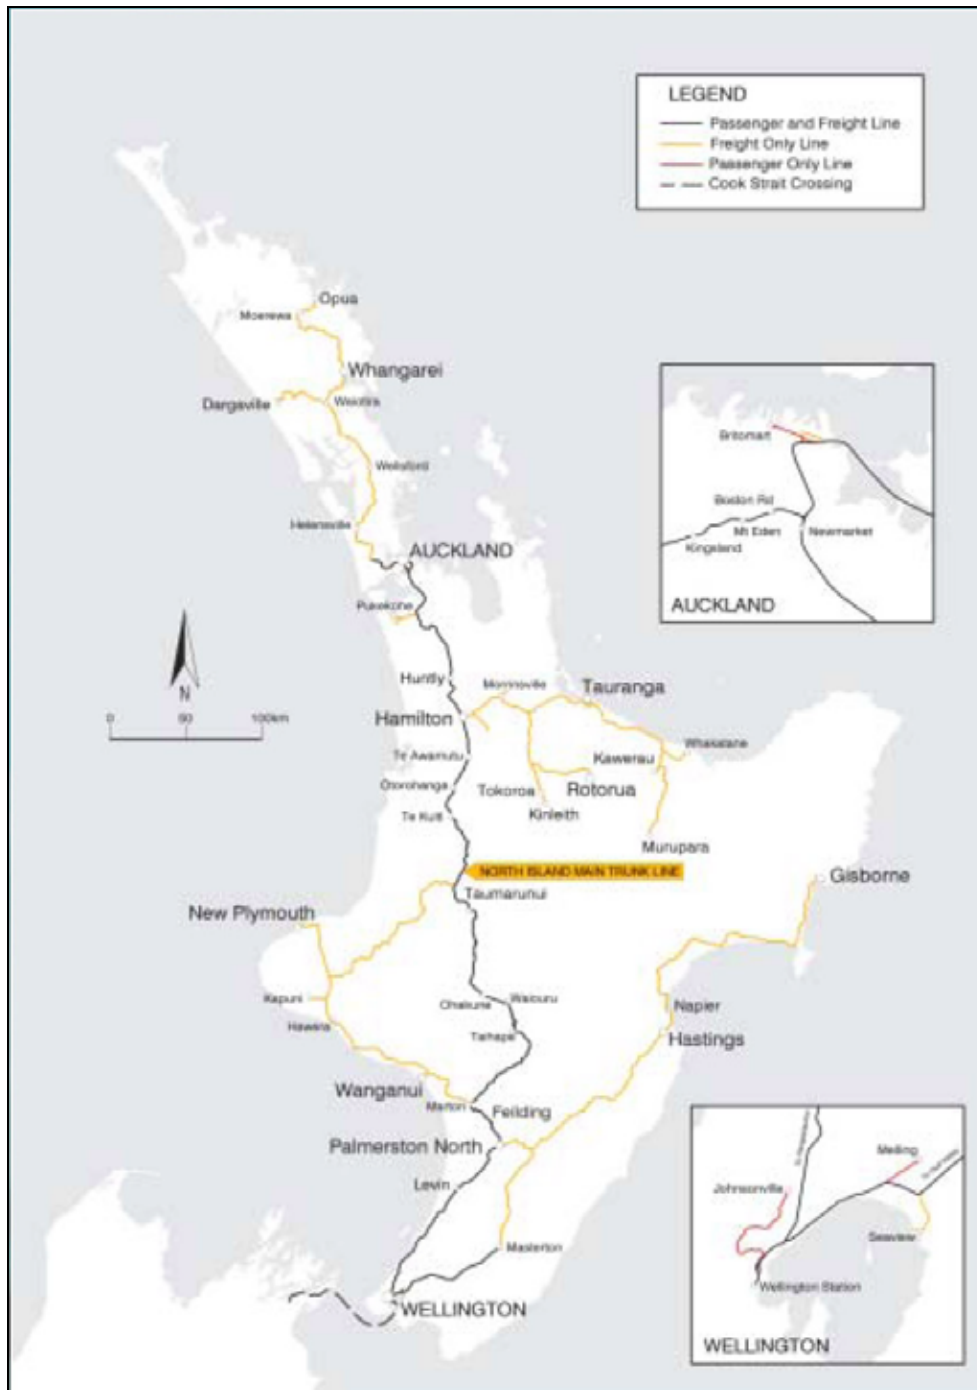 LEGEND
Passenger and Freight Line
Freight Only Line
Passenger Only Line
Cook Strait Crossing
Opua
Moerewa
Whangarei
Dargaville
Waiotira
Wellsford
Helensville
AUCKLAND
Pukekohe
Britomart
Boston Rd
Mt Eden
Newmarket
Kingsland
AUCKLAND
N
0 50 100km
Huntly
Morrinsville
Tauranga
Hamilton
Whakatane
Te Awamutu
Kawerau
Otorohanga
Tokoroa
Rotorua
Te Kuiti
Kinleith
Murupara
NORTH ISLAND MAIN TRUNK LINE
Gisborne
Taumarunui
New Plymouth
Kapuni
Ohakune
Waiouru
Napier
Hawera
Taihape
Hastings
Wanganui
Marton
Feilding
Palmerston North
Levin
Masterton
WELLINGTON
Melling
Johnsonville
Seaview
Wellington Station
WELLINGTON